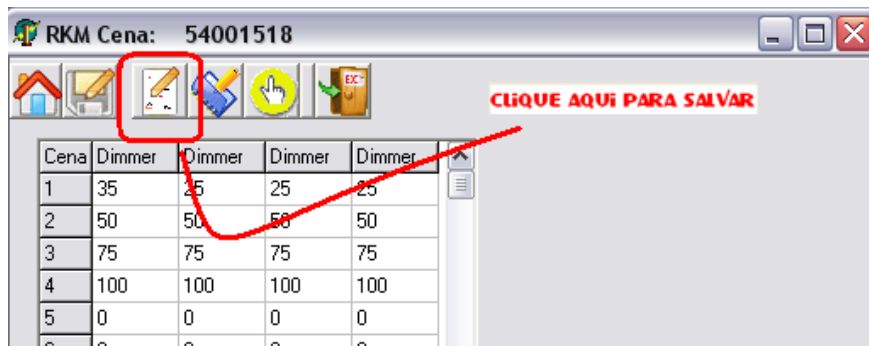 RKM Cena: 54001518
EXIT
CLiQUE AQUi PARA SALVAR
Cena Dimmer Dimmer Dimmer Dimmer
1 35 25 25 25
2 50 50 50 50
3 75 75 75 75
4 100 100 100 100
5 0 0 0 0